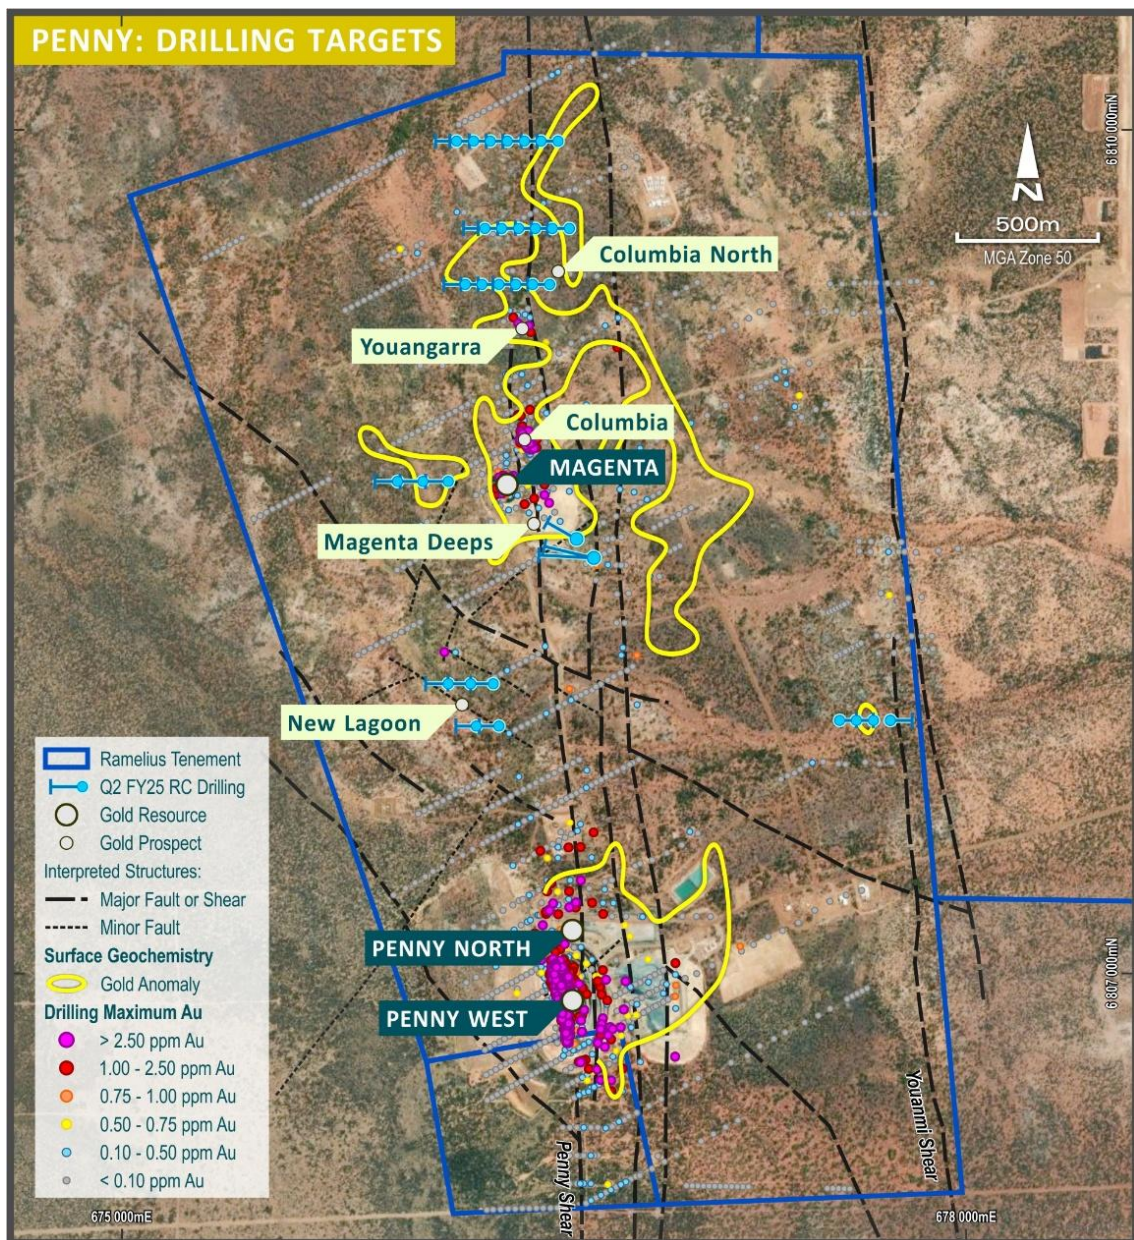 PENNY: DRILLING TARGETS
6 810 000mN
N
500m
MGA Zone 50
Columbia North
Youangarra
Columbia
MAGENTA
Magenta Deeps
New Lagoon
Ramelius Tenement
Q2 FY25 RC Drilling
Gold Resource
Gold Prospect
Interpreted Structures:
Major Fault or Shear
Minor Fault
Surface Geochemistry
Gold Anomaly
Drilling Maximum Au
> 2.50 ppm Au
1.00 - 2.50 ppm Au
0.75 - 1.00 ppm Au
0.50 - 0.75 ppm Au
0.10 - 0.50 ppm Au
< 0.10 ppm Au
PENNY NORTH
PENNY WEST
6 807 000mN
Youanmi Shear
Penny Shear
675 000mE
678 000mE